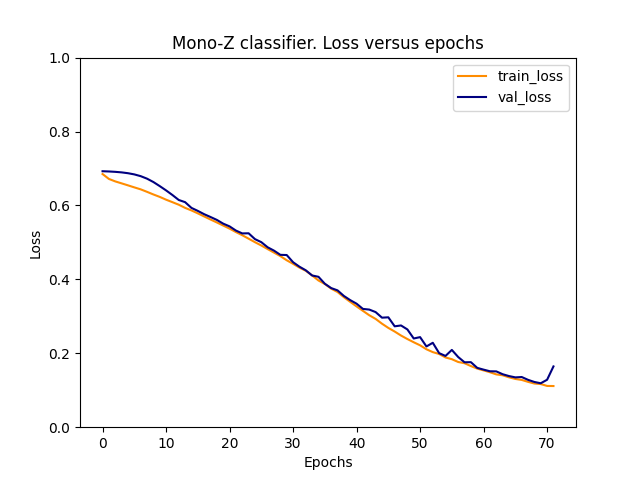 Mono-Z classifier. Loss versus epochs
1.0
0.8
0.6
0.4
0.2
0.0
Loss
train_loss
val_loss
0 10 20 30 40 50 60 70
Epochs